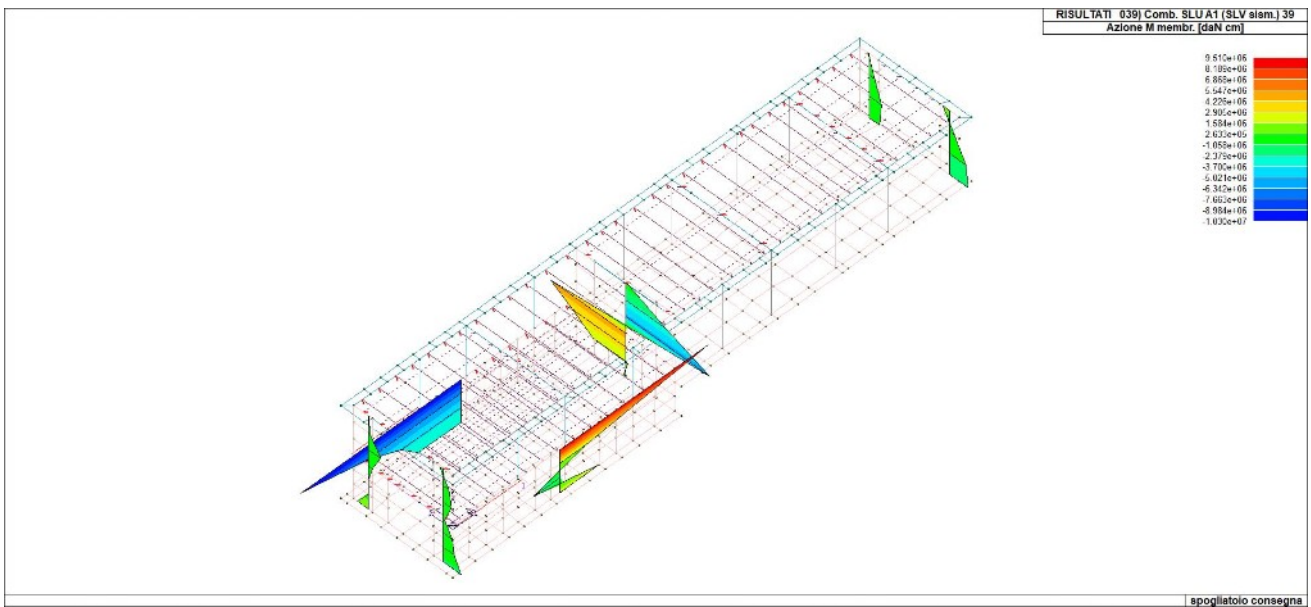 RISULTATI 039) Comb. SLU A1 (SLV sism.) 39
Azione M membr. [daN cm]
9.510e+06
8.189e+06
6.868e+06
5.547e+06
4.226e+06
2.905e+06
1.584e+06
2.633e+05
-1.058e+06
-2.379e+06
-3.700e+06
-5.021e+06
-6.342e+06
-7.663e+06
-8.984e+06
-1.030e+07
spogliatoio consegna